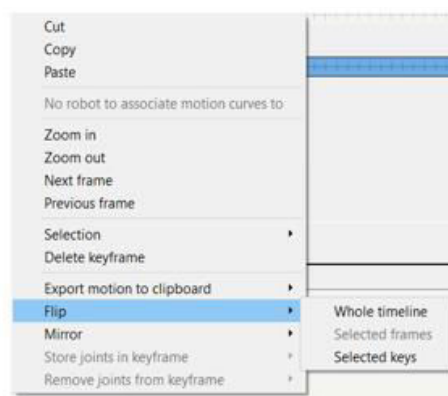 Cut
Copy
Paste
No robot to associate motion curves to
Zoom in
Zoom out
Next frame
Previous frame
Selection
Delete keyframe
Export motion to clipboard
Flip
Mirror
Store joints in keyframe
Remove joints from keyframe
Whole timeline
Selected frames
Selected keys